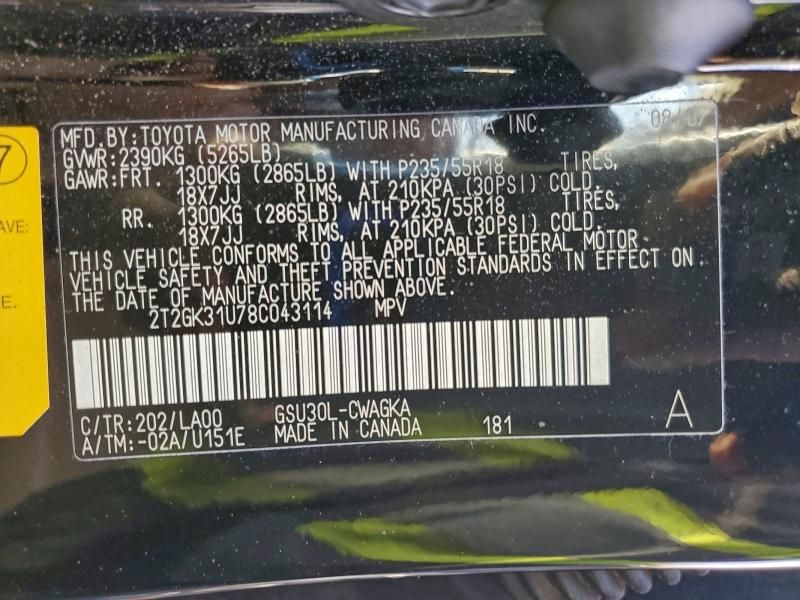 MFD. BY: TOYOTA MOTOR MANUFACTURING, CANADA INC. 08/07
GVWR: 2390KG (5265LB)
GAWR: FRT. 1300KG (2865LB) WITH P235/55R18 TIRES,
18X7JJ RIMS, AT 210KPA (30PSI) COLD.
RR. 1300KG (2865LB) WITH P235/55R18 TIRES,
18X7JJ RIMS, AT 210KPA (30PSI) COLD.
THIS VEHICLE CONFORMS TO ALL APPLICABLE FEDERAL MOTOR
VEHICLE SAFETY AND THEFT PREVENTION STANDARDS IN EFFECT ON
THE DATE OF MANUFACTURE SHOWN ABOVE.
2T2GK31U78C043114 MPV
C/TR: 202/LA00 GSU30L-CWAGKA
A/TM: -02A/U151E MADE IN CANADA 181 A
7
AVE:
E.